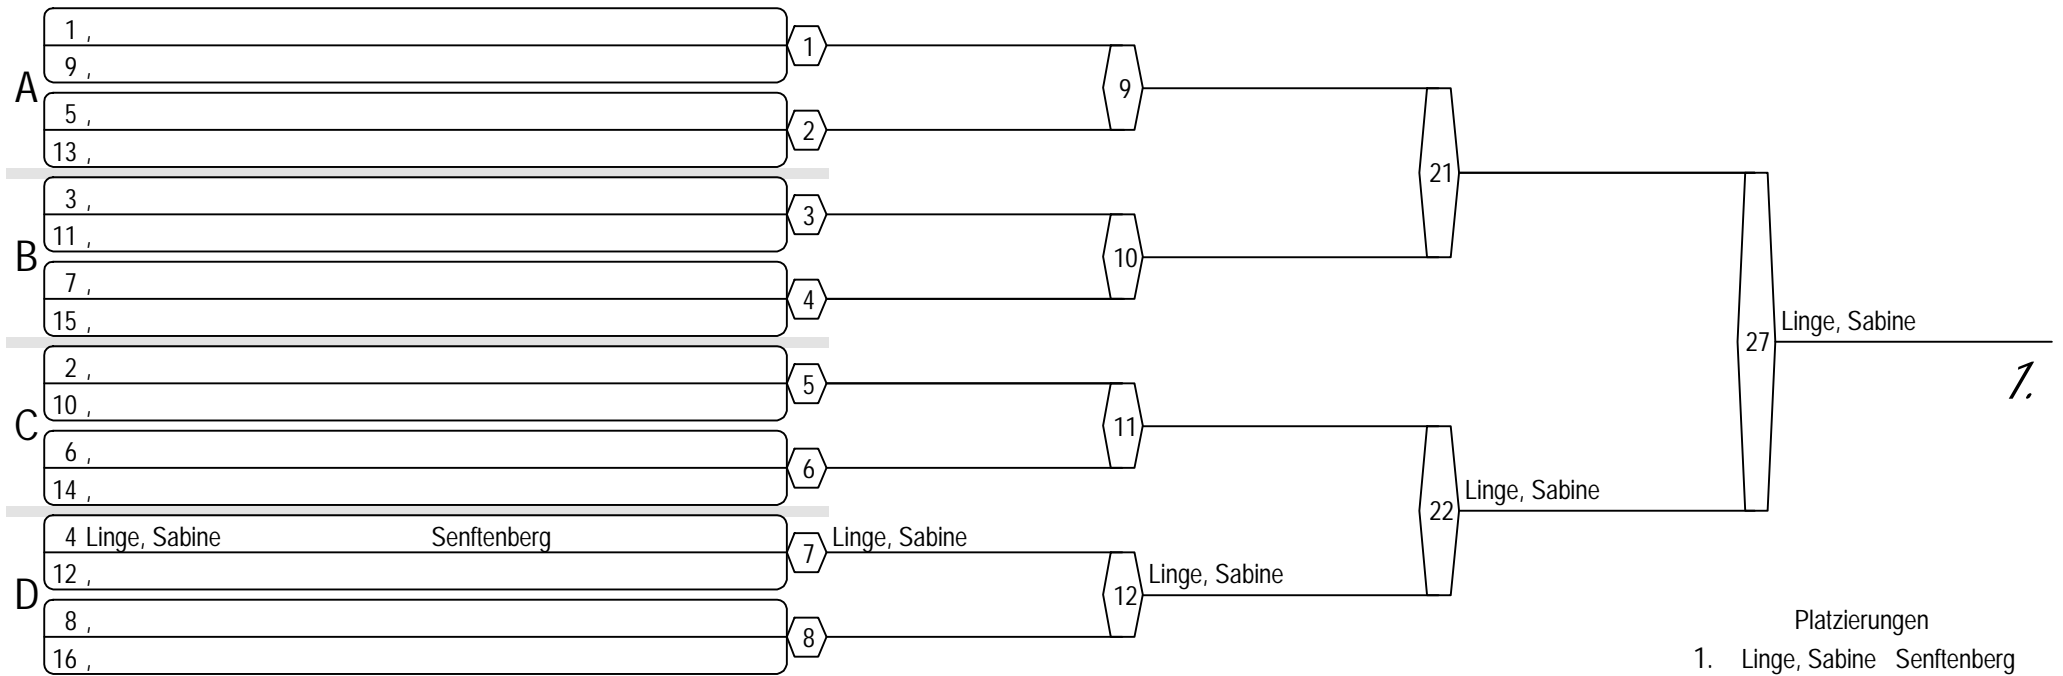 1 ,
1
9 ,
9
A
5 ,
2
13 ,
21
3 ,
3
11 ,
B
10
7 ,
4
15 ,
Linge, Sabine
27
1.
2 ,
5
10 ,
C
11
6 ,
6
14 ,
Linge, Sabine
22
4 Linge, Sabine Senftenberg
7
Linge, Sabine
12 ,
D
12
Linge, Sabine
8 ,
8
16 ,
Platzierungen
1. Linge, Sabine Senftenberg